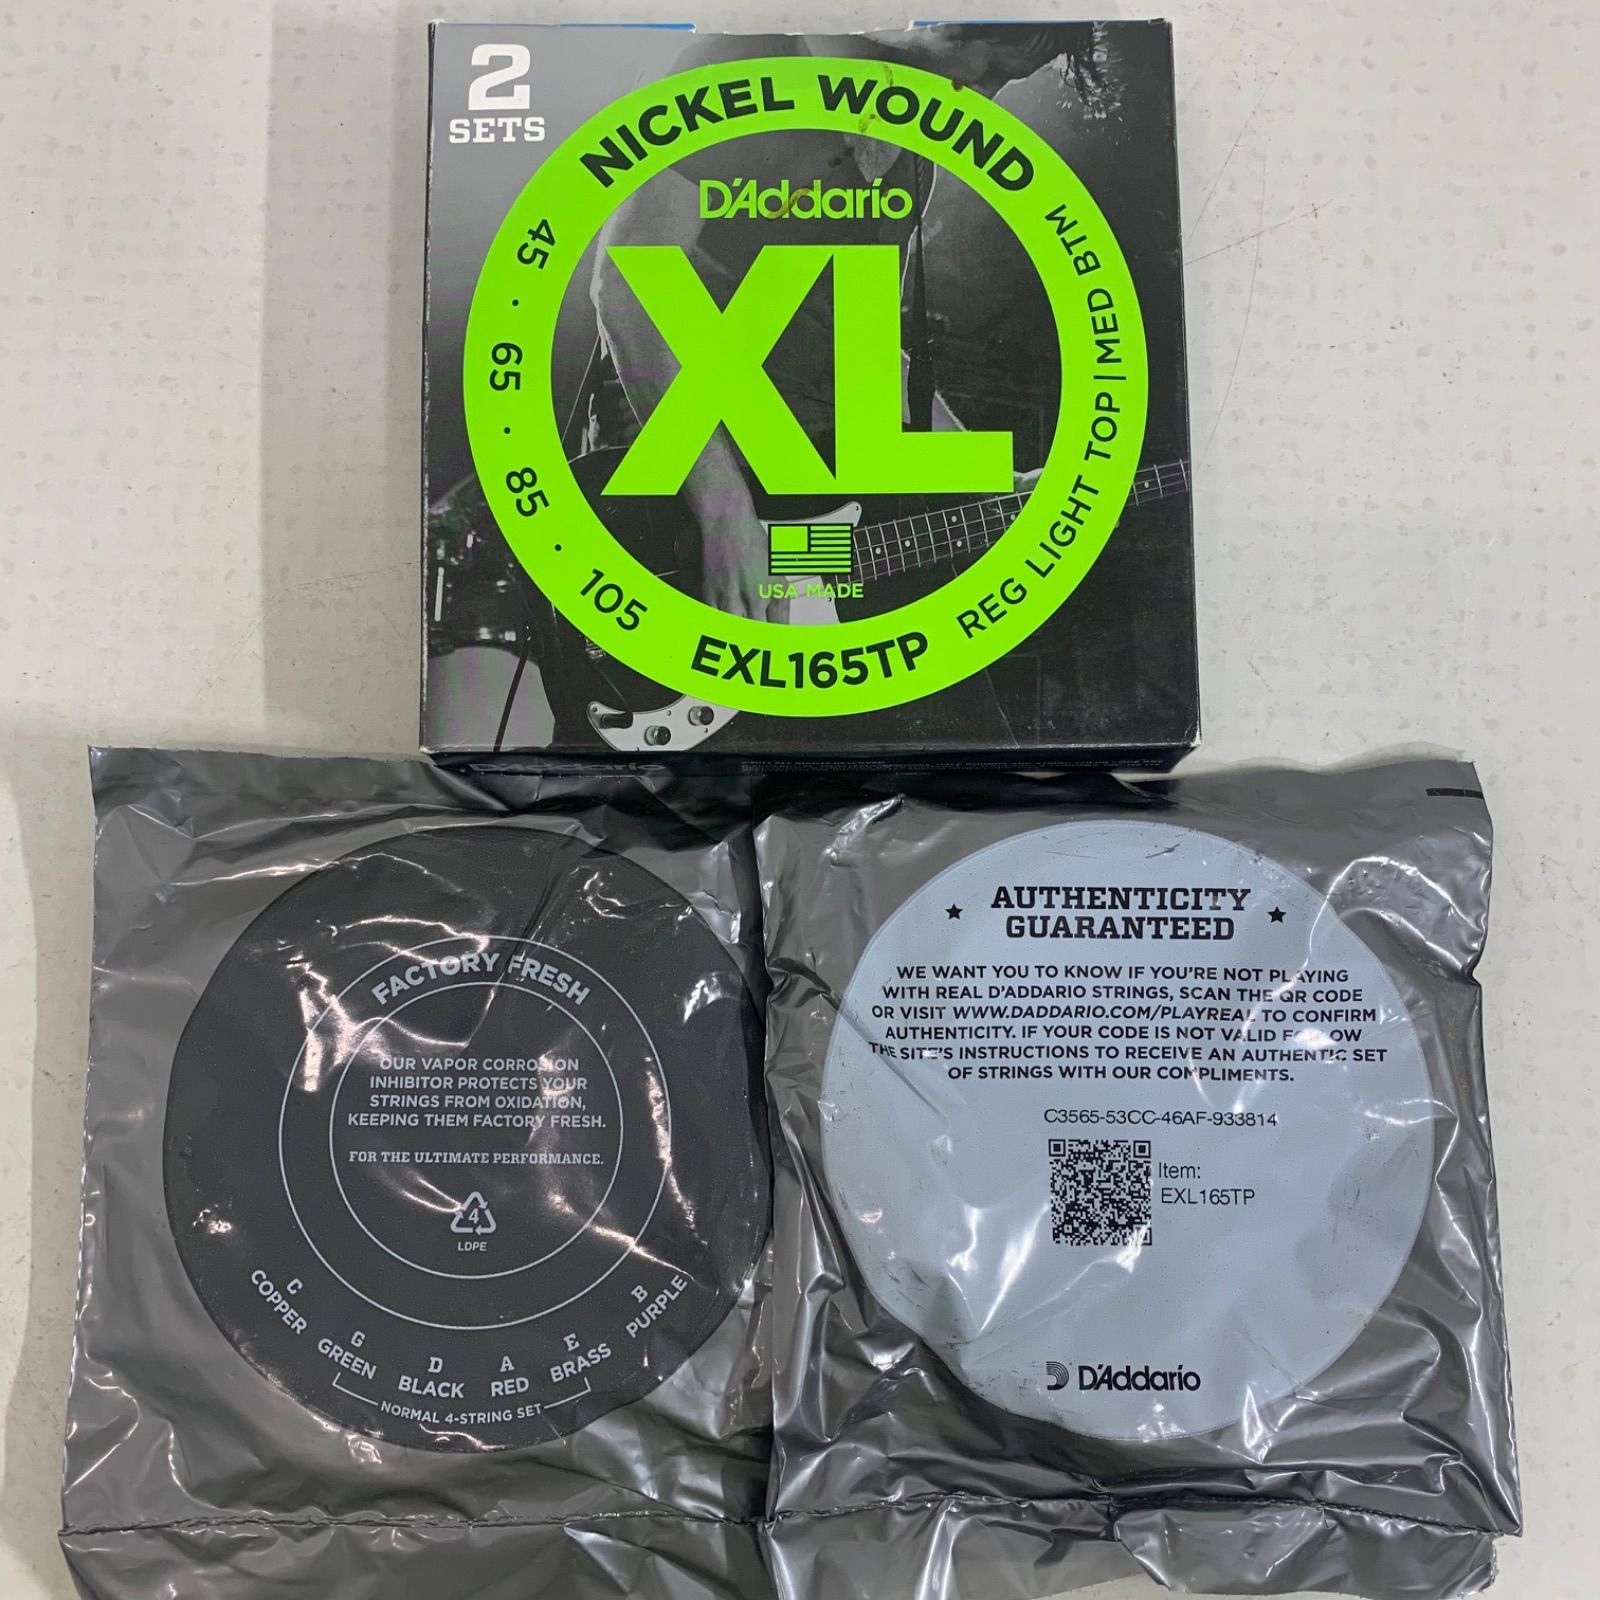 2
SETS
NICKEL WOUND
D'Addario
XL
USA MADE
45 · 65 · 85 · 105
EXL165TP
REG LIGHT TOP | MED BTM
D'Addario
FACTORY FRESH
OUR VAPOR CORROSION
INHIBITOR PROTECTS YOUR
STRINGS FROM OXIDATION,
KEEPING THEM FACTORY FRESH.
FOR THE ULTIMATE PERFORMANCE.
4
LDPE
C
COPPER
G
GREEN
D
BLACK
A
RED
E
BRASS
B
PURPLE
NORMAL 4-STRING SET
AUTHENTICITY
GUARANTEED
WE WANT YOU TO KNOW IF YOU'RE NOT PLAYING
WITH REAL D'ADDARIO STRINGS, SCAN THE QR CODE
OR VISIT WWW.DADDARIO.COM/PLAYREAL TO CONFIRM
AUTHENTICITY. IF YOUR CODE IS NOT VALID FOLLOW
THE SITE'S INSTRUCTIONS TO RECEIVE AN AUTHENTIC SET
OF STRINGS WITH OUR COMPLIMENTS.
C3565-53CC-46AF-933814
Item:
EXL165TP
D'Addario